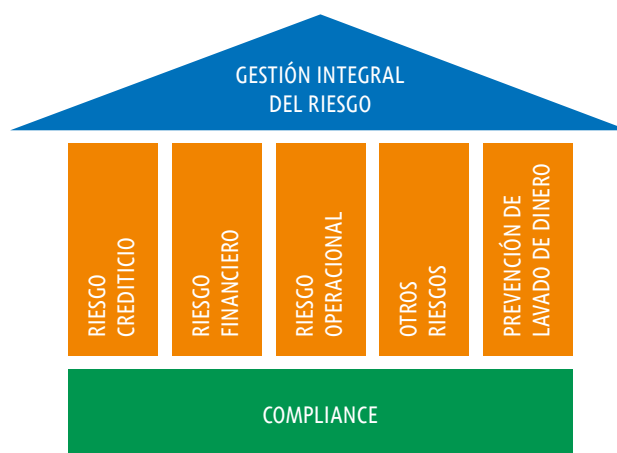 GESTIÓN INTEGRAL
DEL RIESGO
RIESGO
CREDITICIO
RIESGO
FINANCIERO
RIESGO
OPERACIONAL
OTROS
RIESGOS
PREVENCIÓN DE
LAVADO DE DINERO
COMPLIANCE